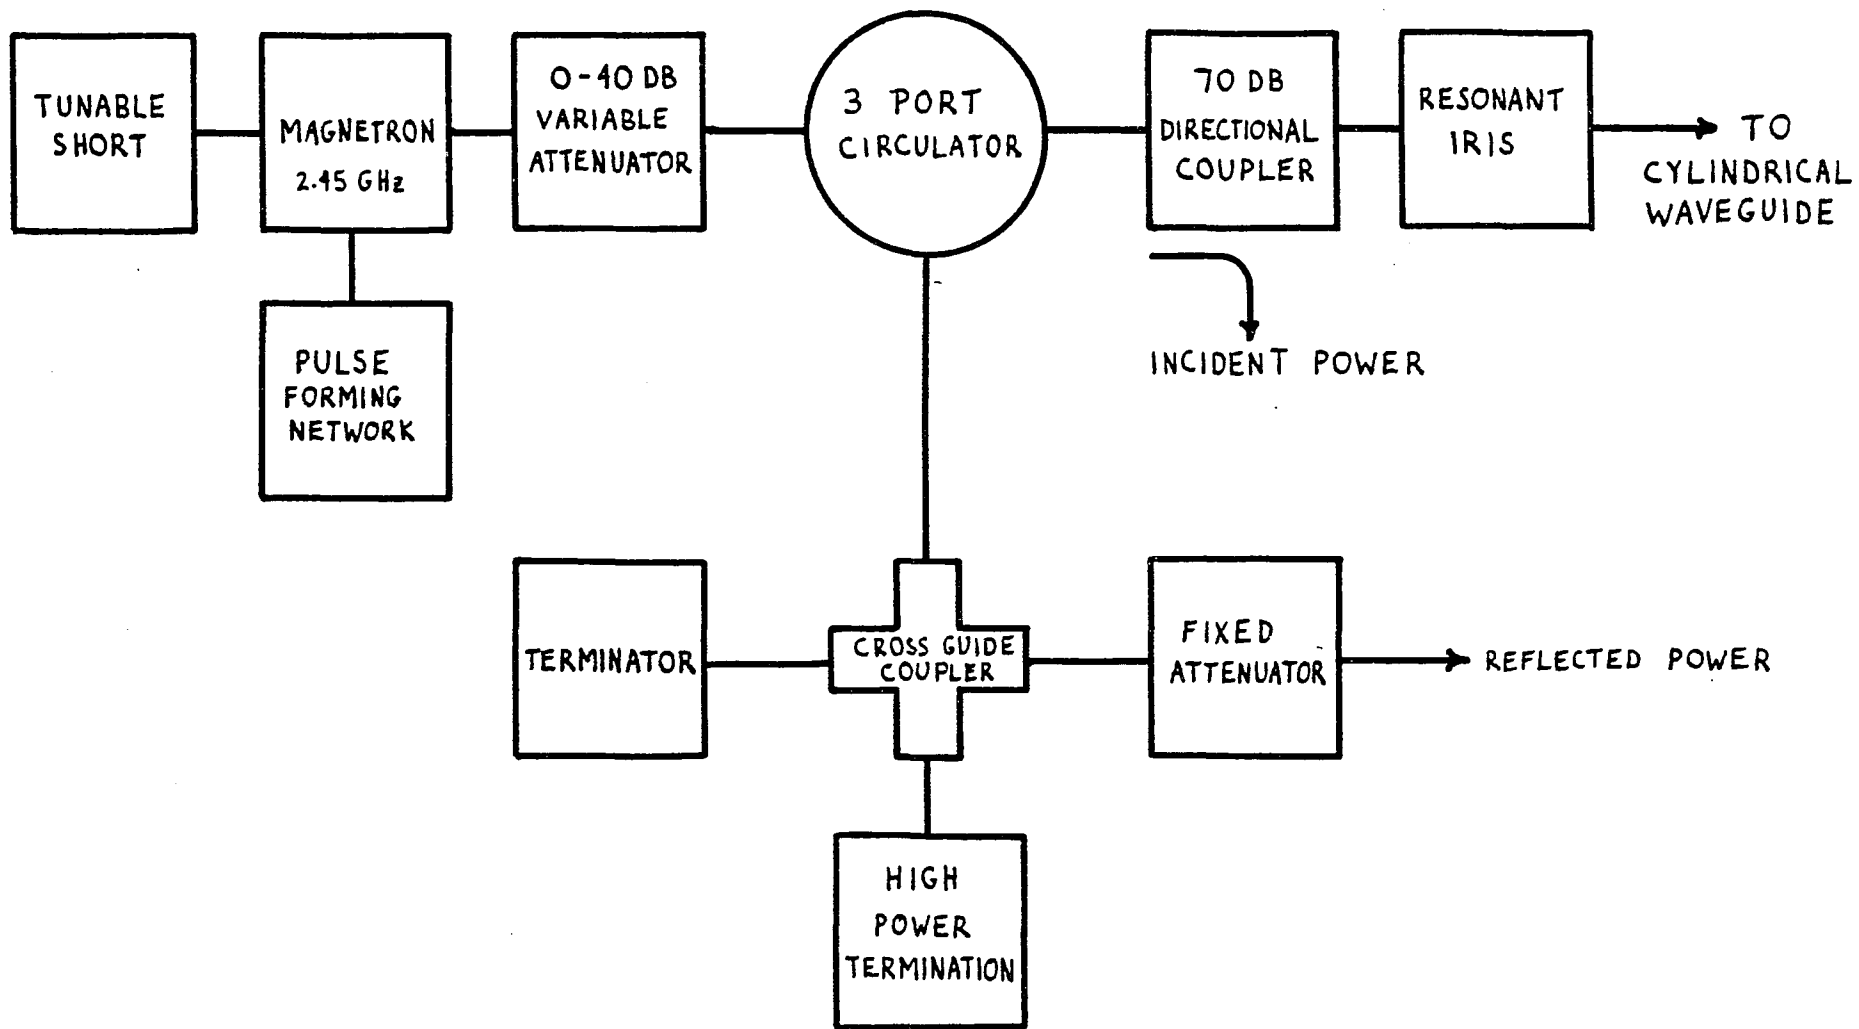 TUNABLE
SHORT
MAGNETRON
2.45 GHz
0-40 DB
VARIABLE
ATTENUATOR
3 PORT
CIRCULATOR
70 DB
DIRECTIONAL
COUPLER
RESONANT
IRIS
TO
CYLINDRICAL
WAVEGUIDE
PULSE
FORMING
NETWORK
INCIDENT POWER
TERMINATOR
CROSS GUIDE
COUPLER
FIXED
ATTENUATOR
REFLECTED POWER
HIGH
POWER
TERMINATION